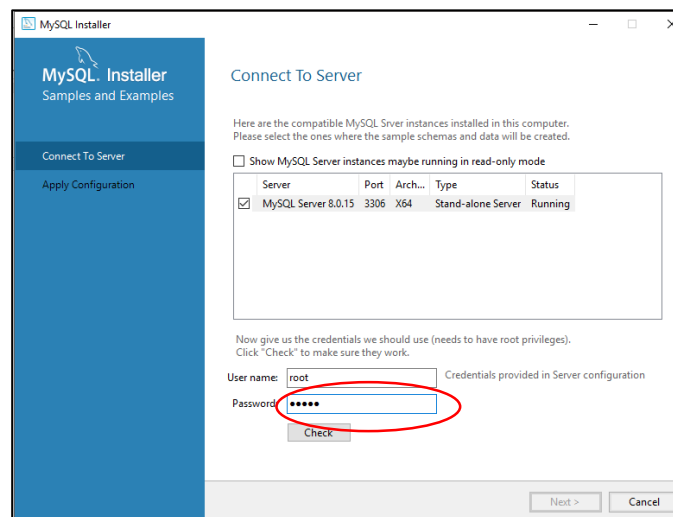 MySQL Installer
MySQL. Installer
Samples and Examples
Connect To Server
Apply Configuration
Connect To Server
Here are the compatible MySQL Srver instances installed in this computer.
Please select the ones where the sample schemas and data will be created.
Show MySQL Server instances maybe running in read-only mode
Server Port Arch... Type Status
MySQL Server 8.0.15 3306 X64 Stand-alone Server Running
Now give us the credentials we should use (needs to have root privileges).
Click "Check" to make sure they work.
User name: root Credentials provided in Server configuration
Password: •••••
Check
Next > Cancel